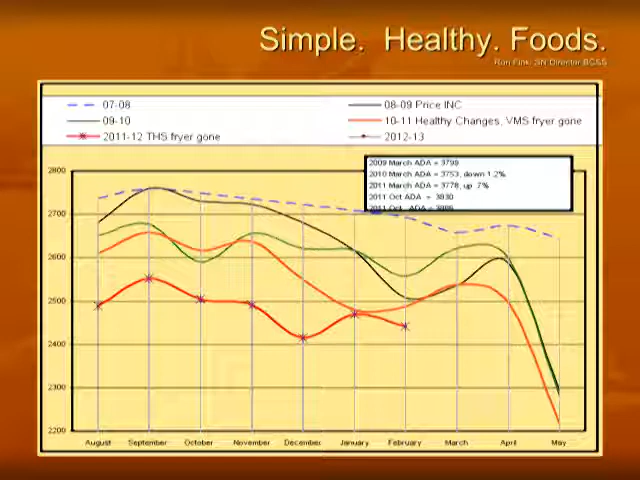 Simple. Healthy. Foods.
Ron Fink, SN Director BCSS
07-08
08-09 Price INC
09-10
10-11 Healthy Changes, VMS fryer gone
2011-12 THS fryer gone
2012-13
2009 March ADA = 3799
2010 March ADA = 3753, down 1.2%
2011 March ADA = 3778, up .7%
2011 Oct ADA = 3830
2011 Oct ADA =
2800
2700
2600
2500
2400
2300
2200
August September October November December January February March April May